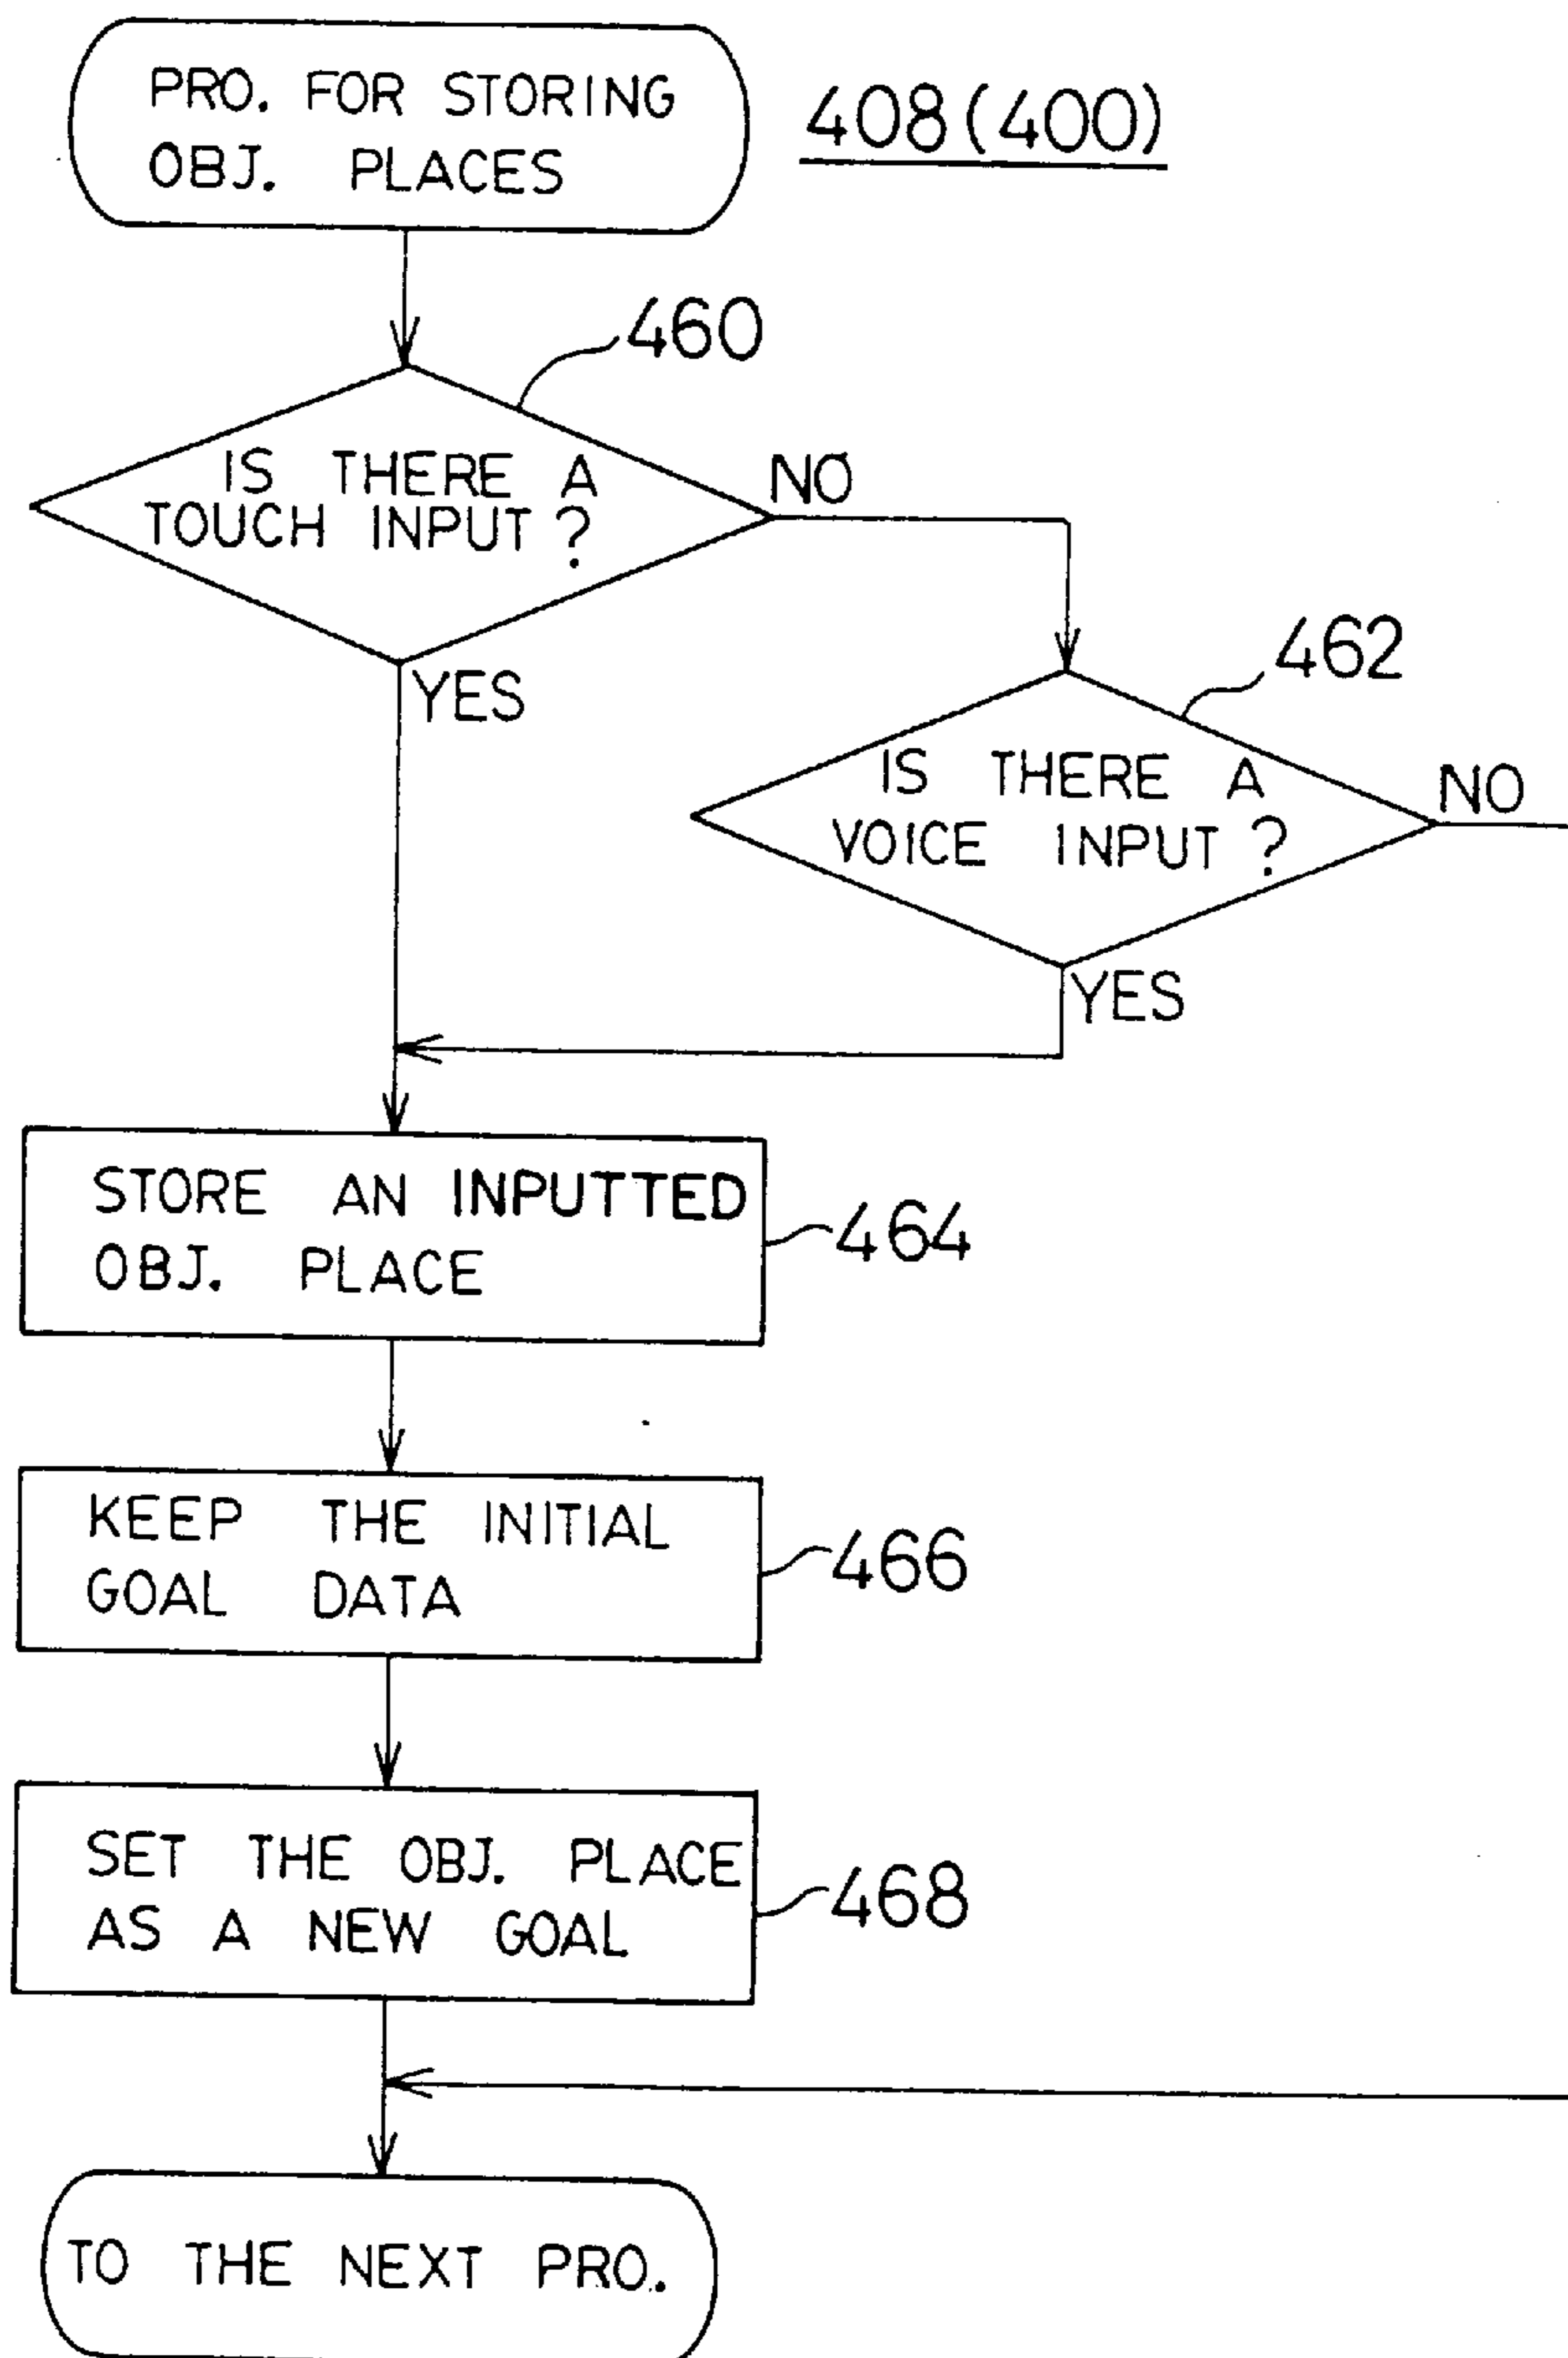 PRO. FOR STORING
OBJ. PLACES
408(400)
460
IS THERE A
TOUCH INPUT?
NO
YES
462
IS THERE A
VOICE INPUT?
NO
YES
STORE AN INPUTTED
OBJ. PLACE
464
KEEP THE INITIAL
GOAL DATA
466
SET THE OBJ. PLACE
AS A NEW GOAL
468
TO THE NEXT PRO.